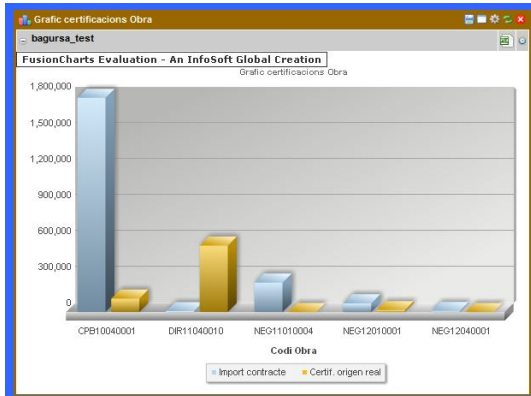 Grafic certificacions Obra
bagursa_test
FusionCharts Evaluation - An InfoSoft Global Creation
Grafic certificacions Obra
1,800,000
1,500,000
1,200,000
900,000
600,000
300,000
0
CPB10040001 DIR11040010 NEG11010004 NEG12010001 NEG12040001
Codi Obra
Import contracte Certif. origen real